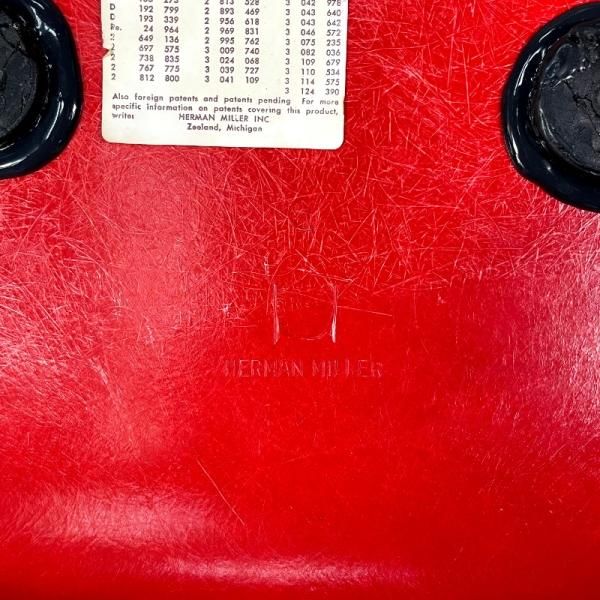 D 192 799 2 893 469 3 043 640
D 193 339 2 956 618 3 043 642
Re. 24 964 2 969 831 3 046 572
2 649 136 2 995 762 3 075 235
2 697 575 3 009 740 3 082 036
2 738 835 3 024 068 3 109 679
2 767 775 3 039 727 3 110 534
2 812 800 3 041 109 3 114 575
3 124 390
Also foreign patents and patents pending For more
specific information on patents covering this product,
write: HERMAN MILLER INC
Zeeland, Michigan
HERMAN MILLER